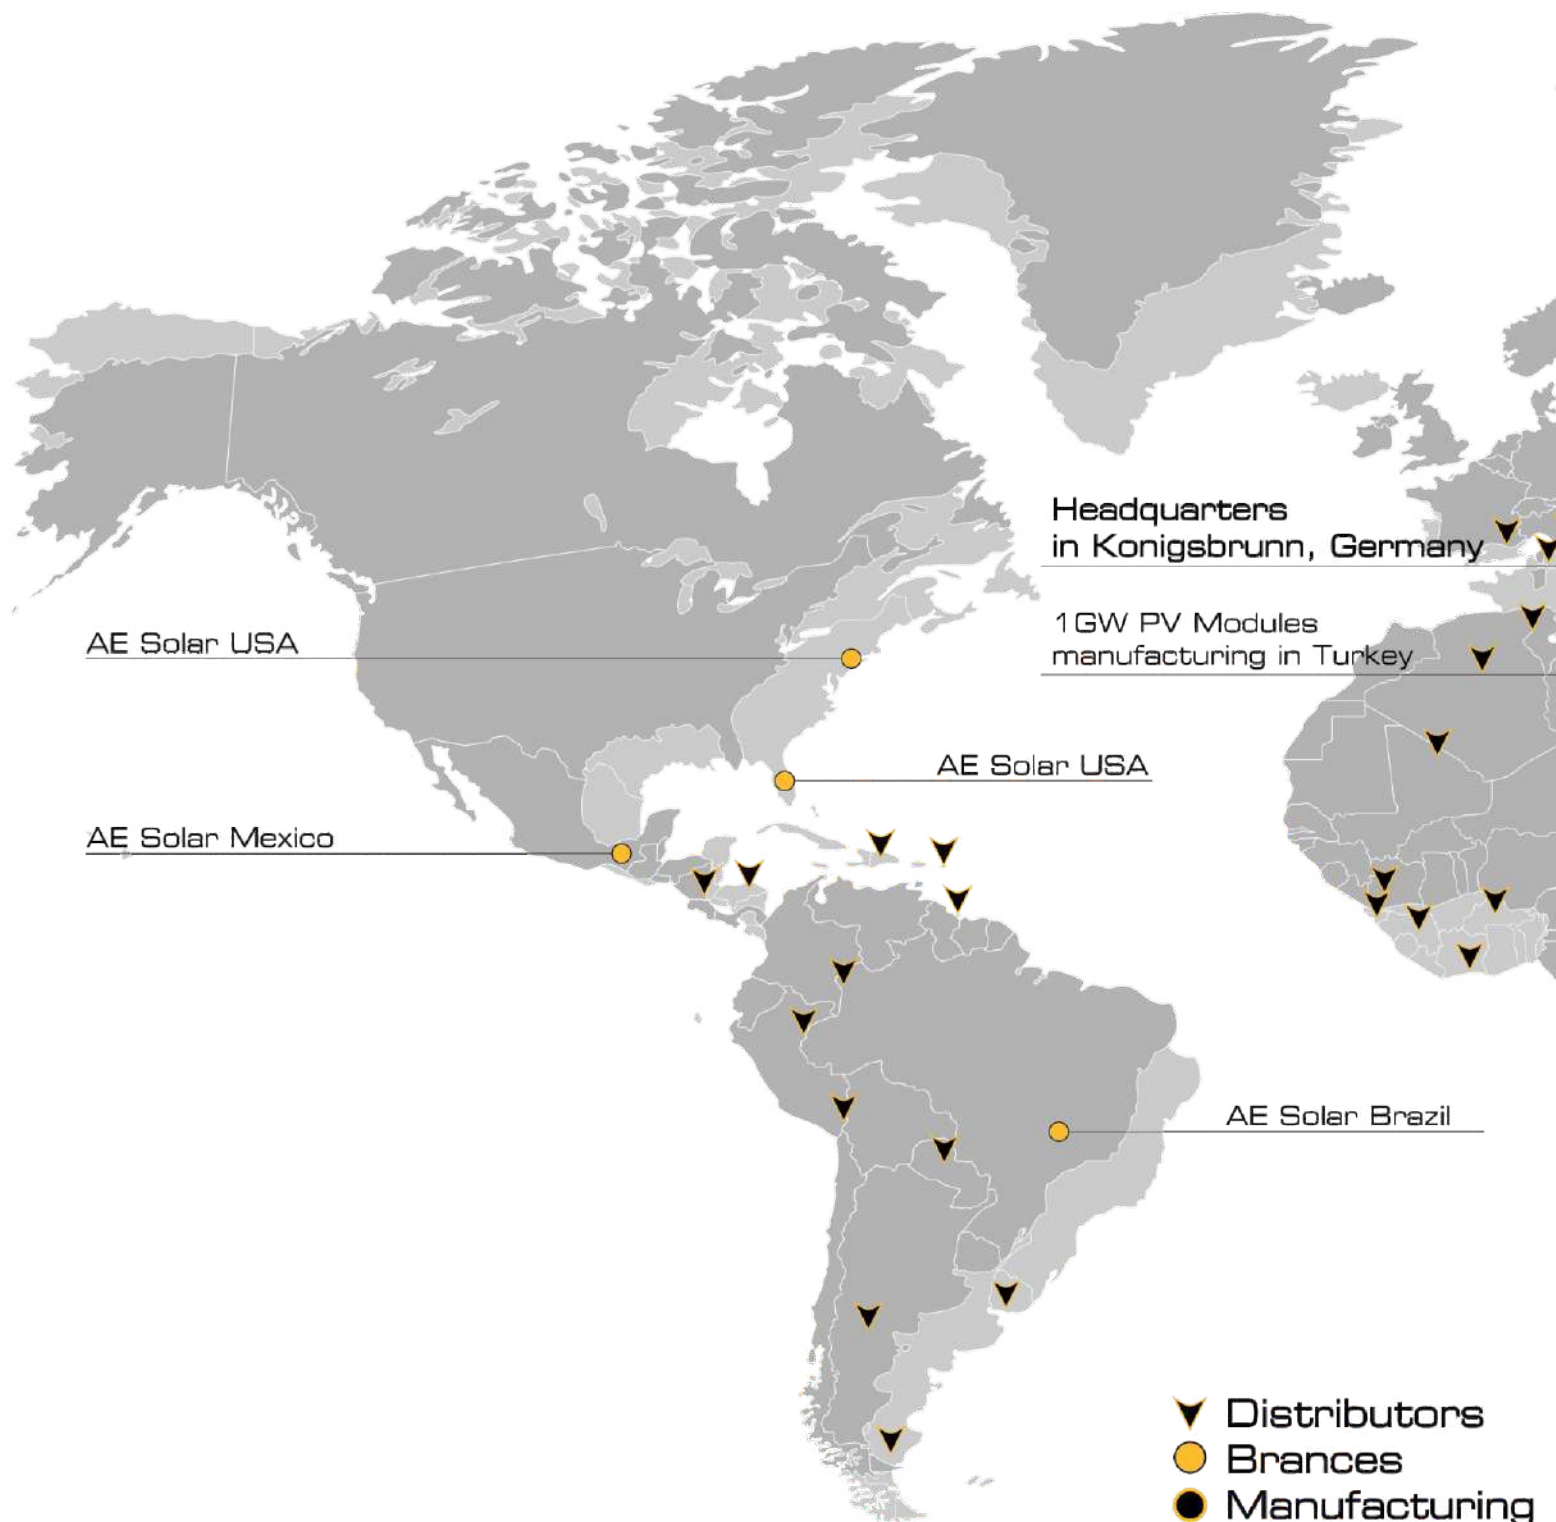 Headquarters
in Konigsbrunn, Germany
1GW PV Modules
manufacturing in Turkey
AE Solar USA
AE Solar USA
AE Solar Mexico
AE Solar Brazil
Distributors
Brances
Manufacturing